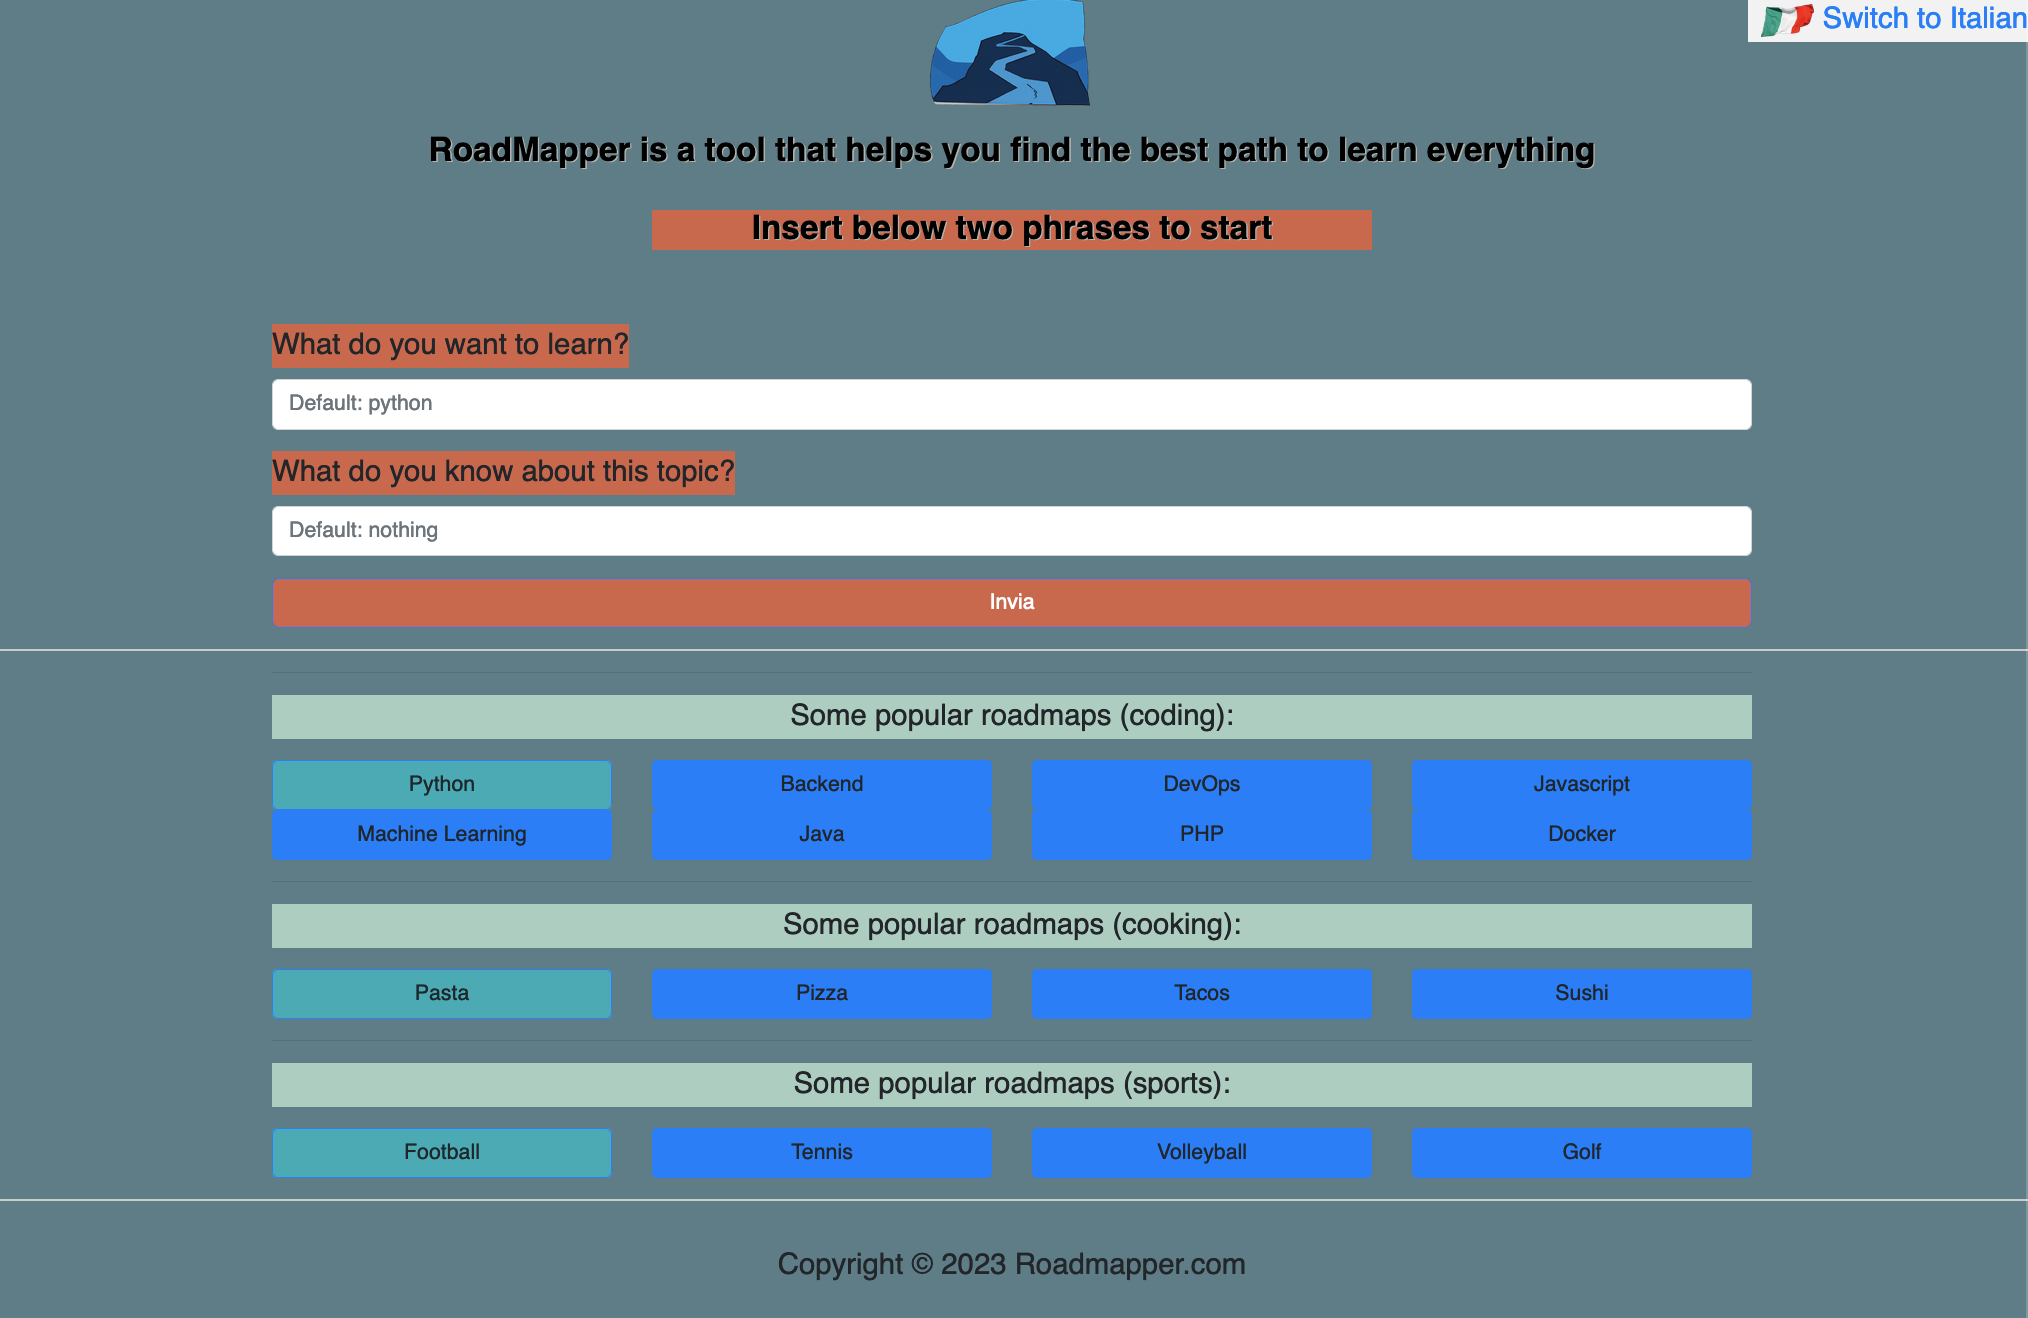 Switch to Italian
RoadMapper is a tool that helps you find the best path to learn everything
Insert below two phrases to start
What do you want to learn?
Default: python
What do you know about this topic?
Default: nothing
Invia
Some popular roadmaps (coding):
Python Backend DevOps Javascript
Machine Learning Java PHP Docker
Some popular roadmaps (cooking):
Pasta Pizza Tacos Sushi
Some popular roadmaps (sports):
Football Tennis Volleyball Golf
Copyright © 2023 Roadmapper.com